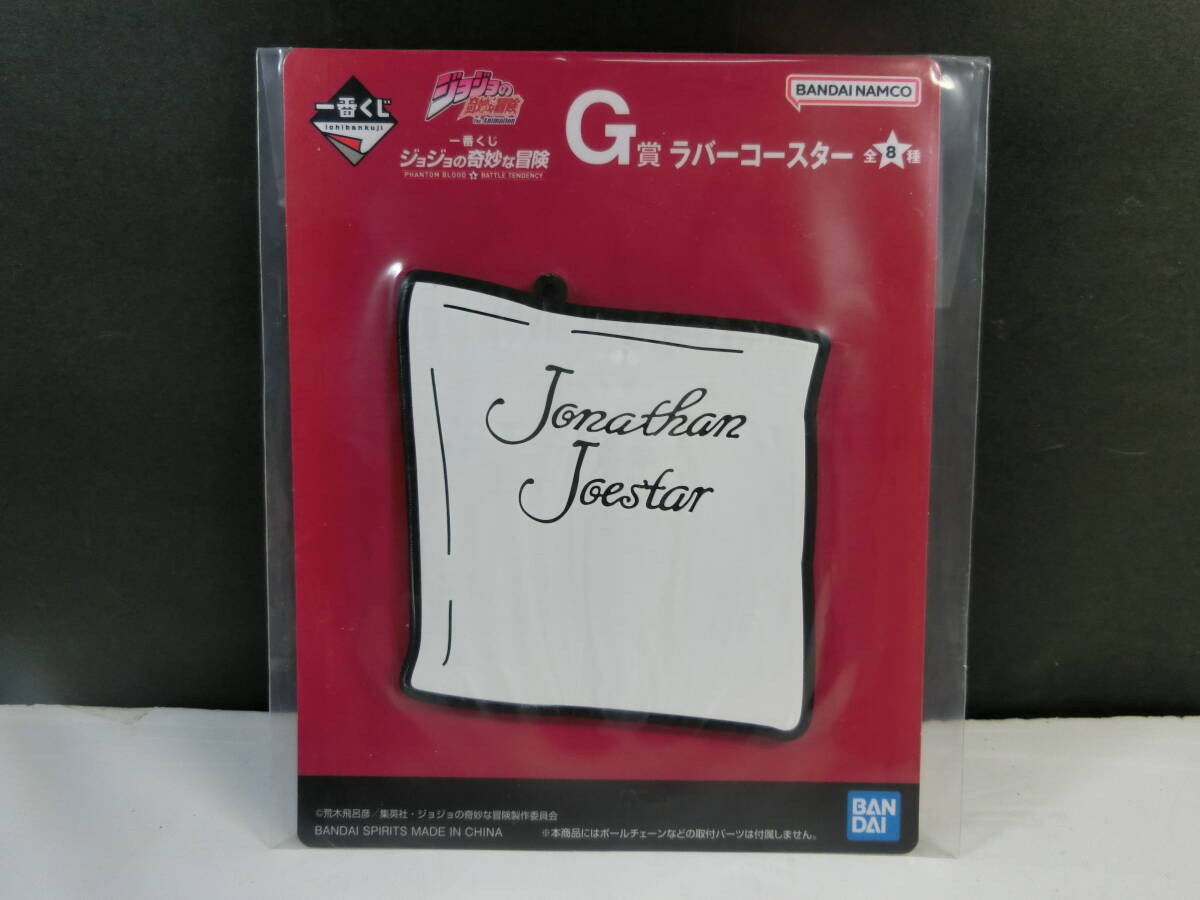 一番くじ
ichibankuji
ジョジョの
奇妙な冒険
The Animation
一番くじ
ジョジョの奇妙な冒険
PHANTOM BLOOD & BATTLE TENDENCY
G賞 ラバーコースター 全8種
BANDAI NAMCO
Jonathan
Joestar
©荒木飛呂彦／集英社・ジョジョの奇妙な冒険製作委員会
BANDAI SPIRITS MADE IN CHINA ※本商品にはボールチェーンなどの取付パーツは付属しません。
BAN
DAI